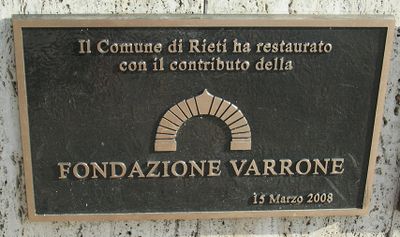 Il Comune di Rieti ha restaurato
con il contributo della
FONDAZIONE VARRONE
15 Marzo 2008